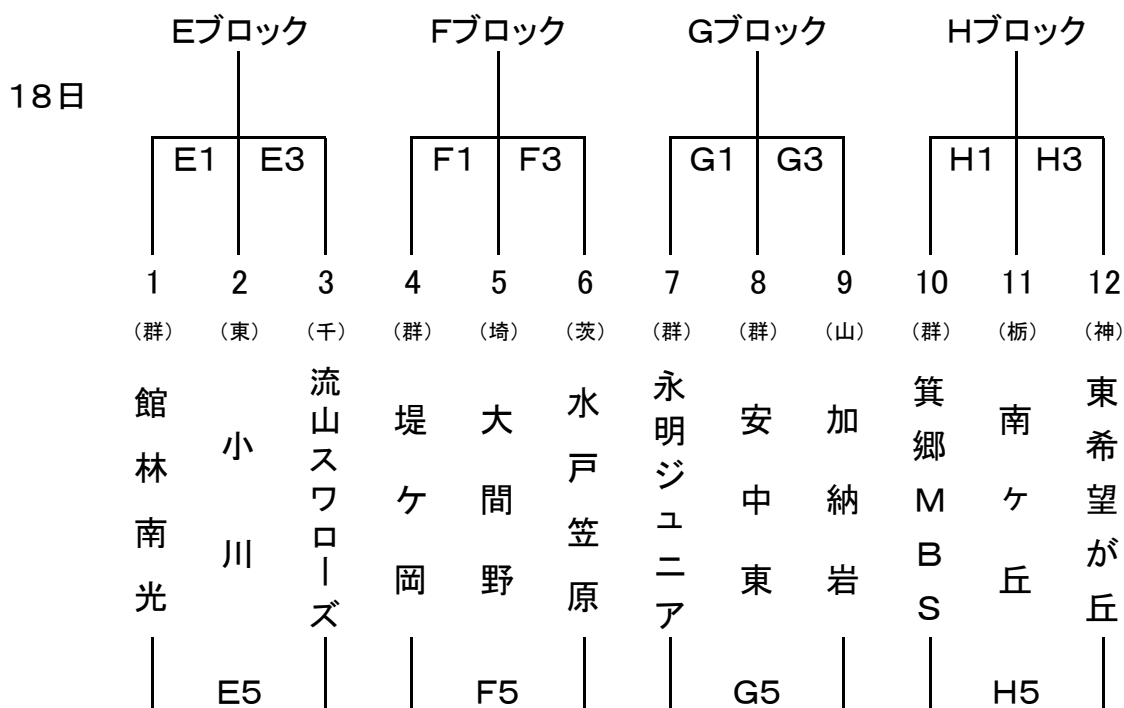 Eブロック Fブロック Gブロック Hブロック
18日
E1 E3 F1 F3 G1 G3 H1 H3
1 2 3 4 5 6 7 8 9 10 11 12
（群） （東） （千） （群） （埼） （茨） （群） （群） （山） （群） （栃） （神）
館林南光
小川
流山スワローズ
堤ケ岡
大間野
水戸笠原
永明ジュニア
安中東
加納岩
箕郷MBS
南ヶ丘
東希望が丘
E5 F5 G5 H5